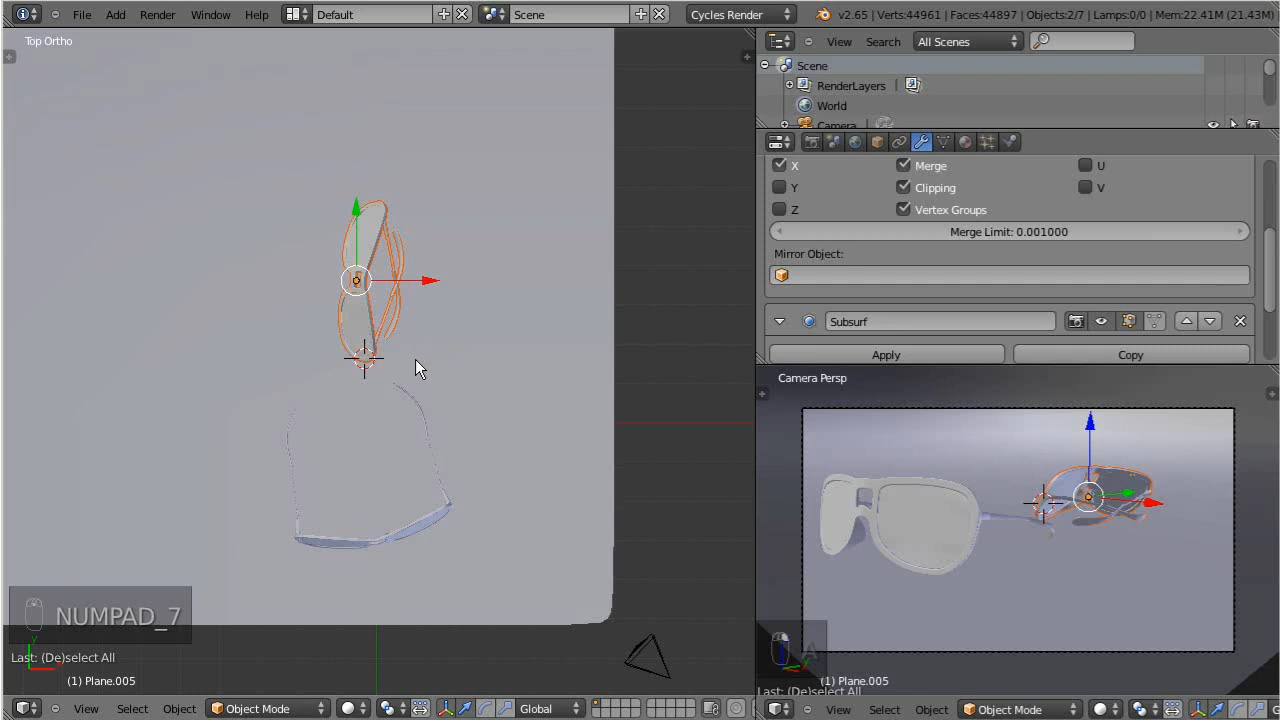 File Add Render Window Help Default Scene Cycles Render v2.65 | Verts:44961 | Faces:44897 | Objects:2/7 | Lamps:0/0 | Mem:22.41M (21.43M)
Top Ortho
View Search All Scenes
Scene
RenderLayers |
World
Camera
X Merge U
Y Clipping V
Z Vertex Groups
Merge Limit: 0.001000
Mirror Object:
Subsurf
Apply Copy
Camera Persp
NUMPAD_7
A
y
Last: (De)select All
(1) Plane.005
(1) Plane.005
Last: (De)select All
View Select Object Object Mode Global
View Select Object Object Mode